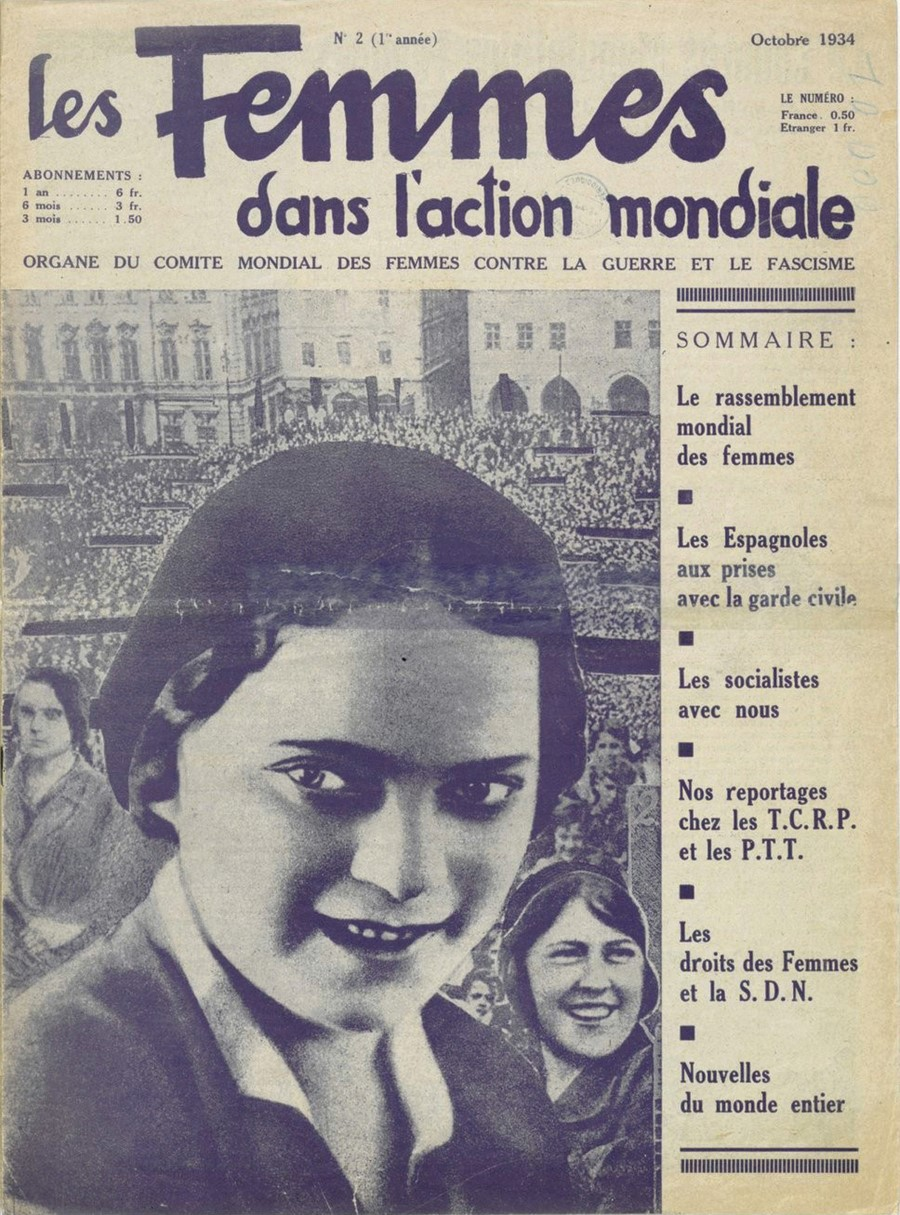 N° 2 (1re année)
Octobre 1934
les Femmes
dans l'action mondiale
LE NUMÉRO :
France. 0.50
Etranger 1 fr.
ABONNEMENTS :
1 an ........ 6 fr.
6 mois ...... 3 fr.
3 mois ...... 1.50
ORGANE DU COMITE MONDIAL DES FEMMES CONTRE LA GUERRE ET LE FASCISME
SOMMAIRE :
Le rassemblement
mondial
des femmes
Les Espagnoles
aux prises
avec la garde civile
Les socialistes
avec nous
Nos reportages
chez les T.C.R.P.
et les P.T.T.
Les
droits des Femmes
et la S. D. N.
Nouvelles
du monde entier